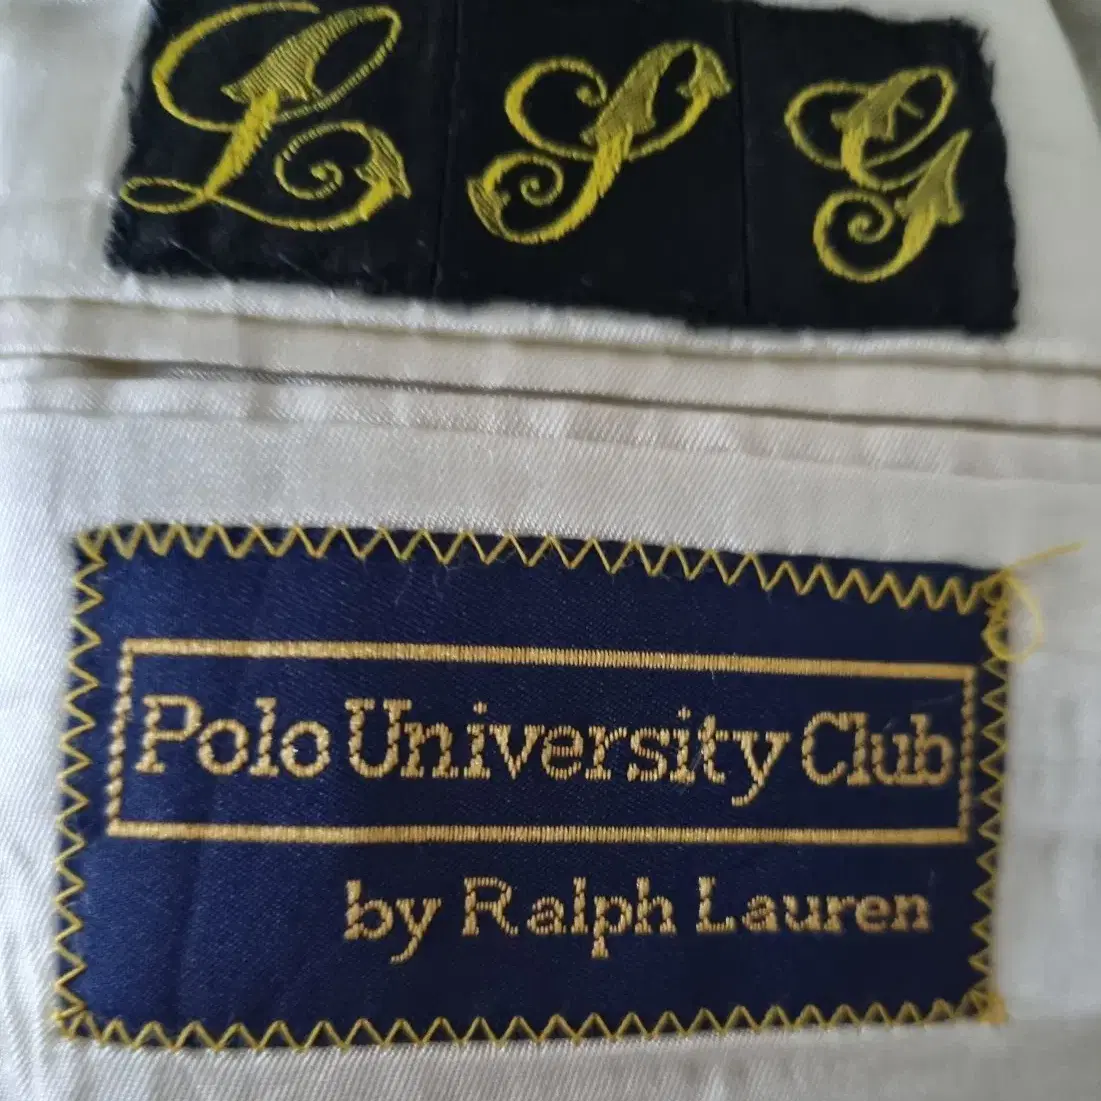 L S G
Polo University Club
by Ralph Lauren